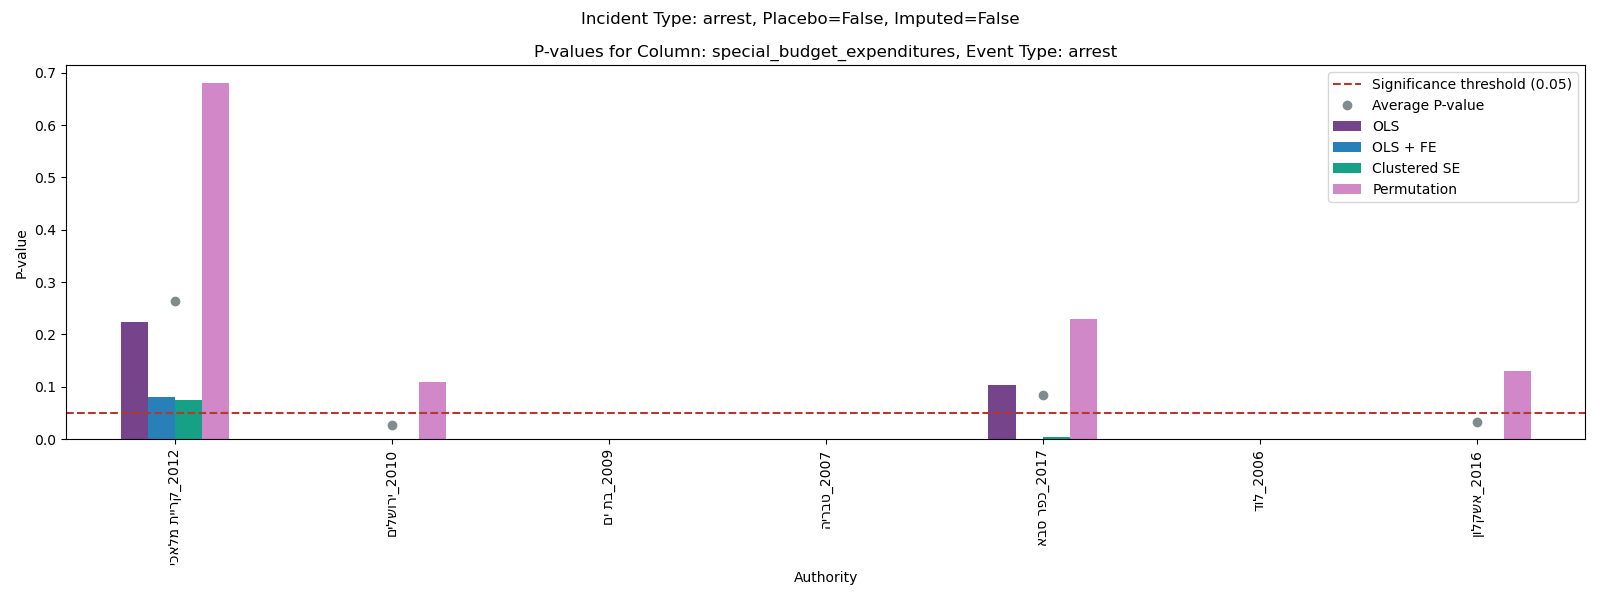 Incident Type: arrest, Placebo=False, Imputed=False
P-values for Column: special_budget_expenditures, Event Type: arrest
P-value
0.7
0.6
0.5
0.4
0.3
0.2
0.1
0.0
Significance threshold (0.05)
Average P-value
OLS
OLS + FE
Clustered SE
Permutation
קריית מלאכי_2012
ירושלים_2010
בת ים_2009
טבריה_2007
כפר סבא_2017
לוד_2006
אשקלון_2016
Authority